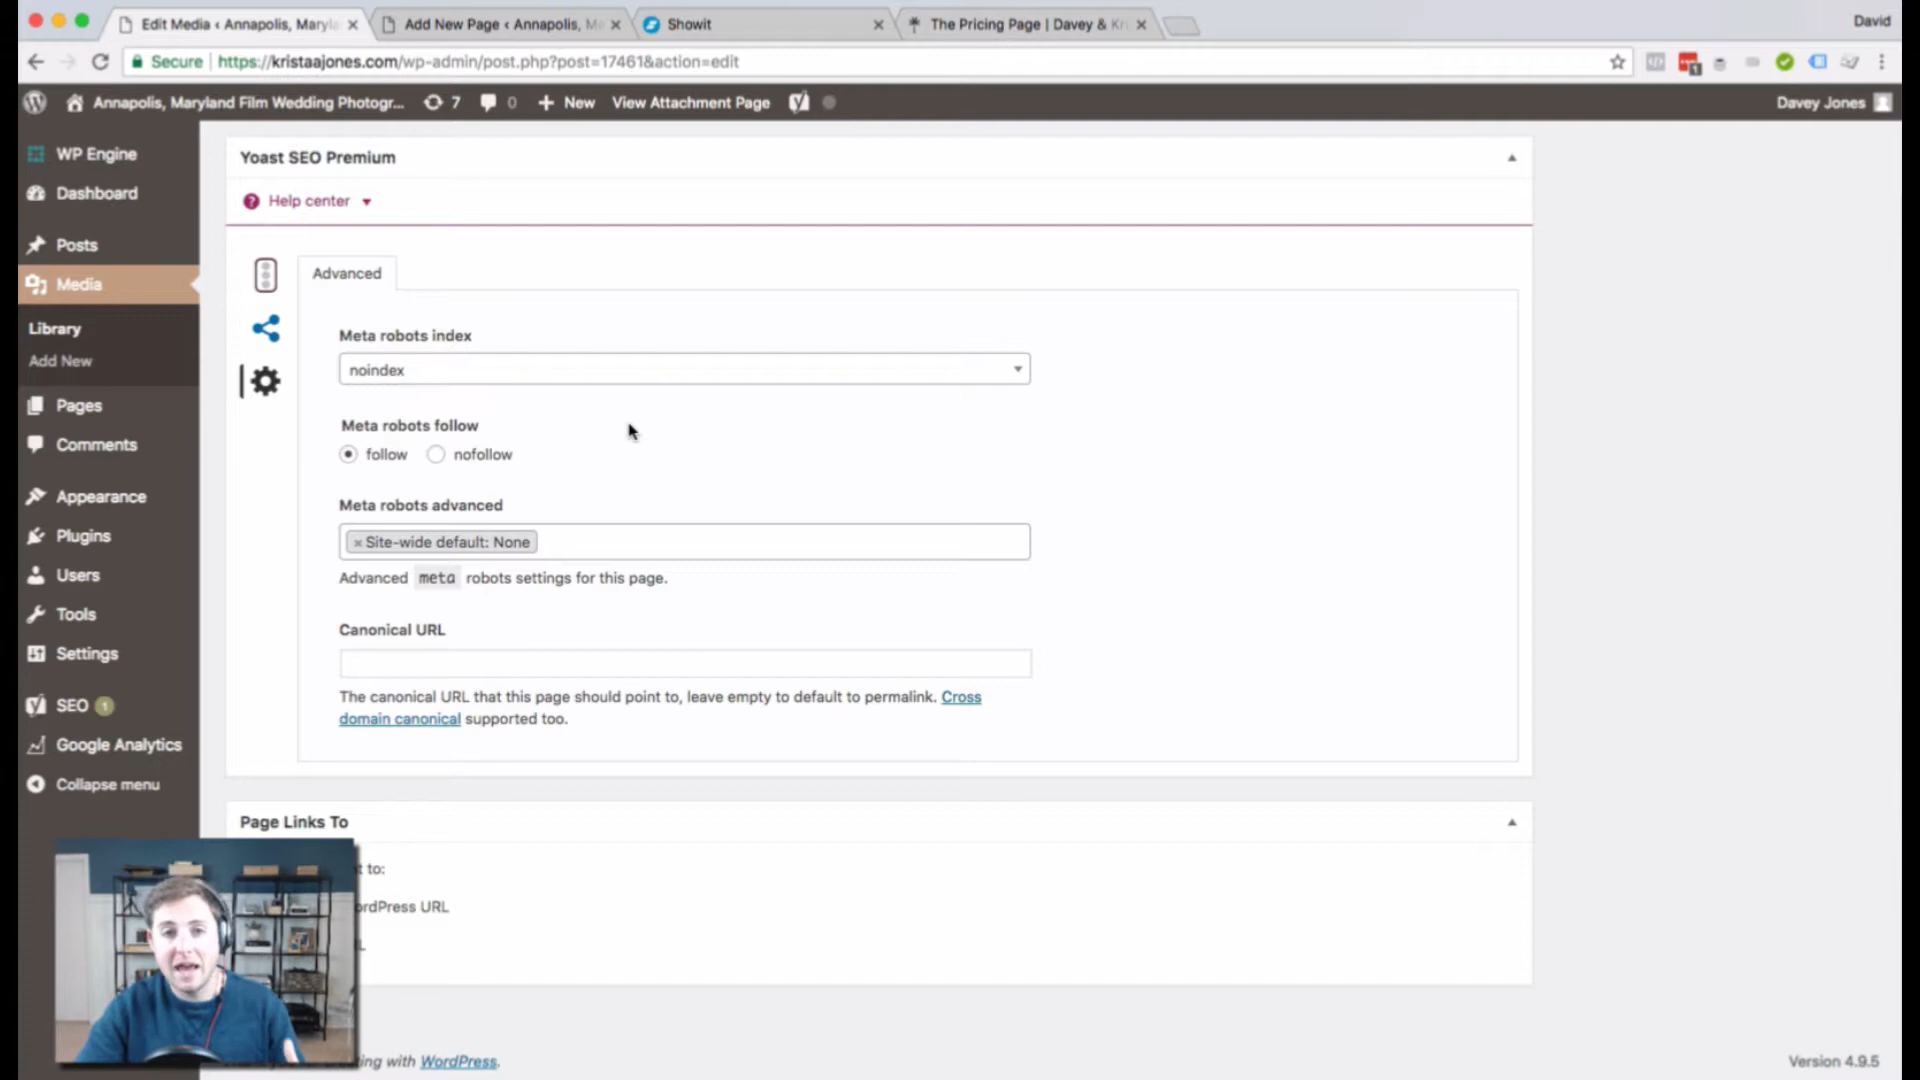 Edit Media ‹ Annapolis, Maryla
Add New Page ‹ Annapolis, M
Showit
The Pricing Page | Davey & Kri
David
Secure | https://kristaajones.com/wp-admin/post.php?post=17461&action=edit
Annapolis, Maryland Film Wedding Photogr... 7 0 + New View Attachment Page
Davey Jones
WP Engine
Dashboard
Posts
Media
Library
Add New
Pages
Comments
Appearance
Plugins
Users
Tools
Settings
SEO 1
Google Analytics
Collapse menu
Yoast SEO Premium
? Help center
Advanced
Meta robots index
noindex
Meta robots follow
follow nofollow
Meta robots advanced
× Site-wide default: None
Advanced meta robots settings for this page.
Canonical URL
The canonical URL that this page should point to, leave empty to default to permalink. Cross
domain canonical supported too.
Page Links To
t to:
ordPress URL
L
ting with WordPress.
Version 4.9.5